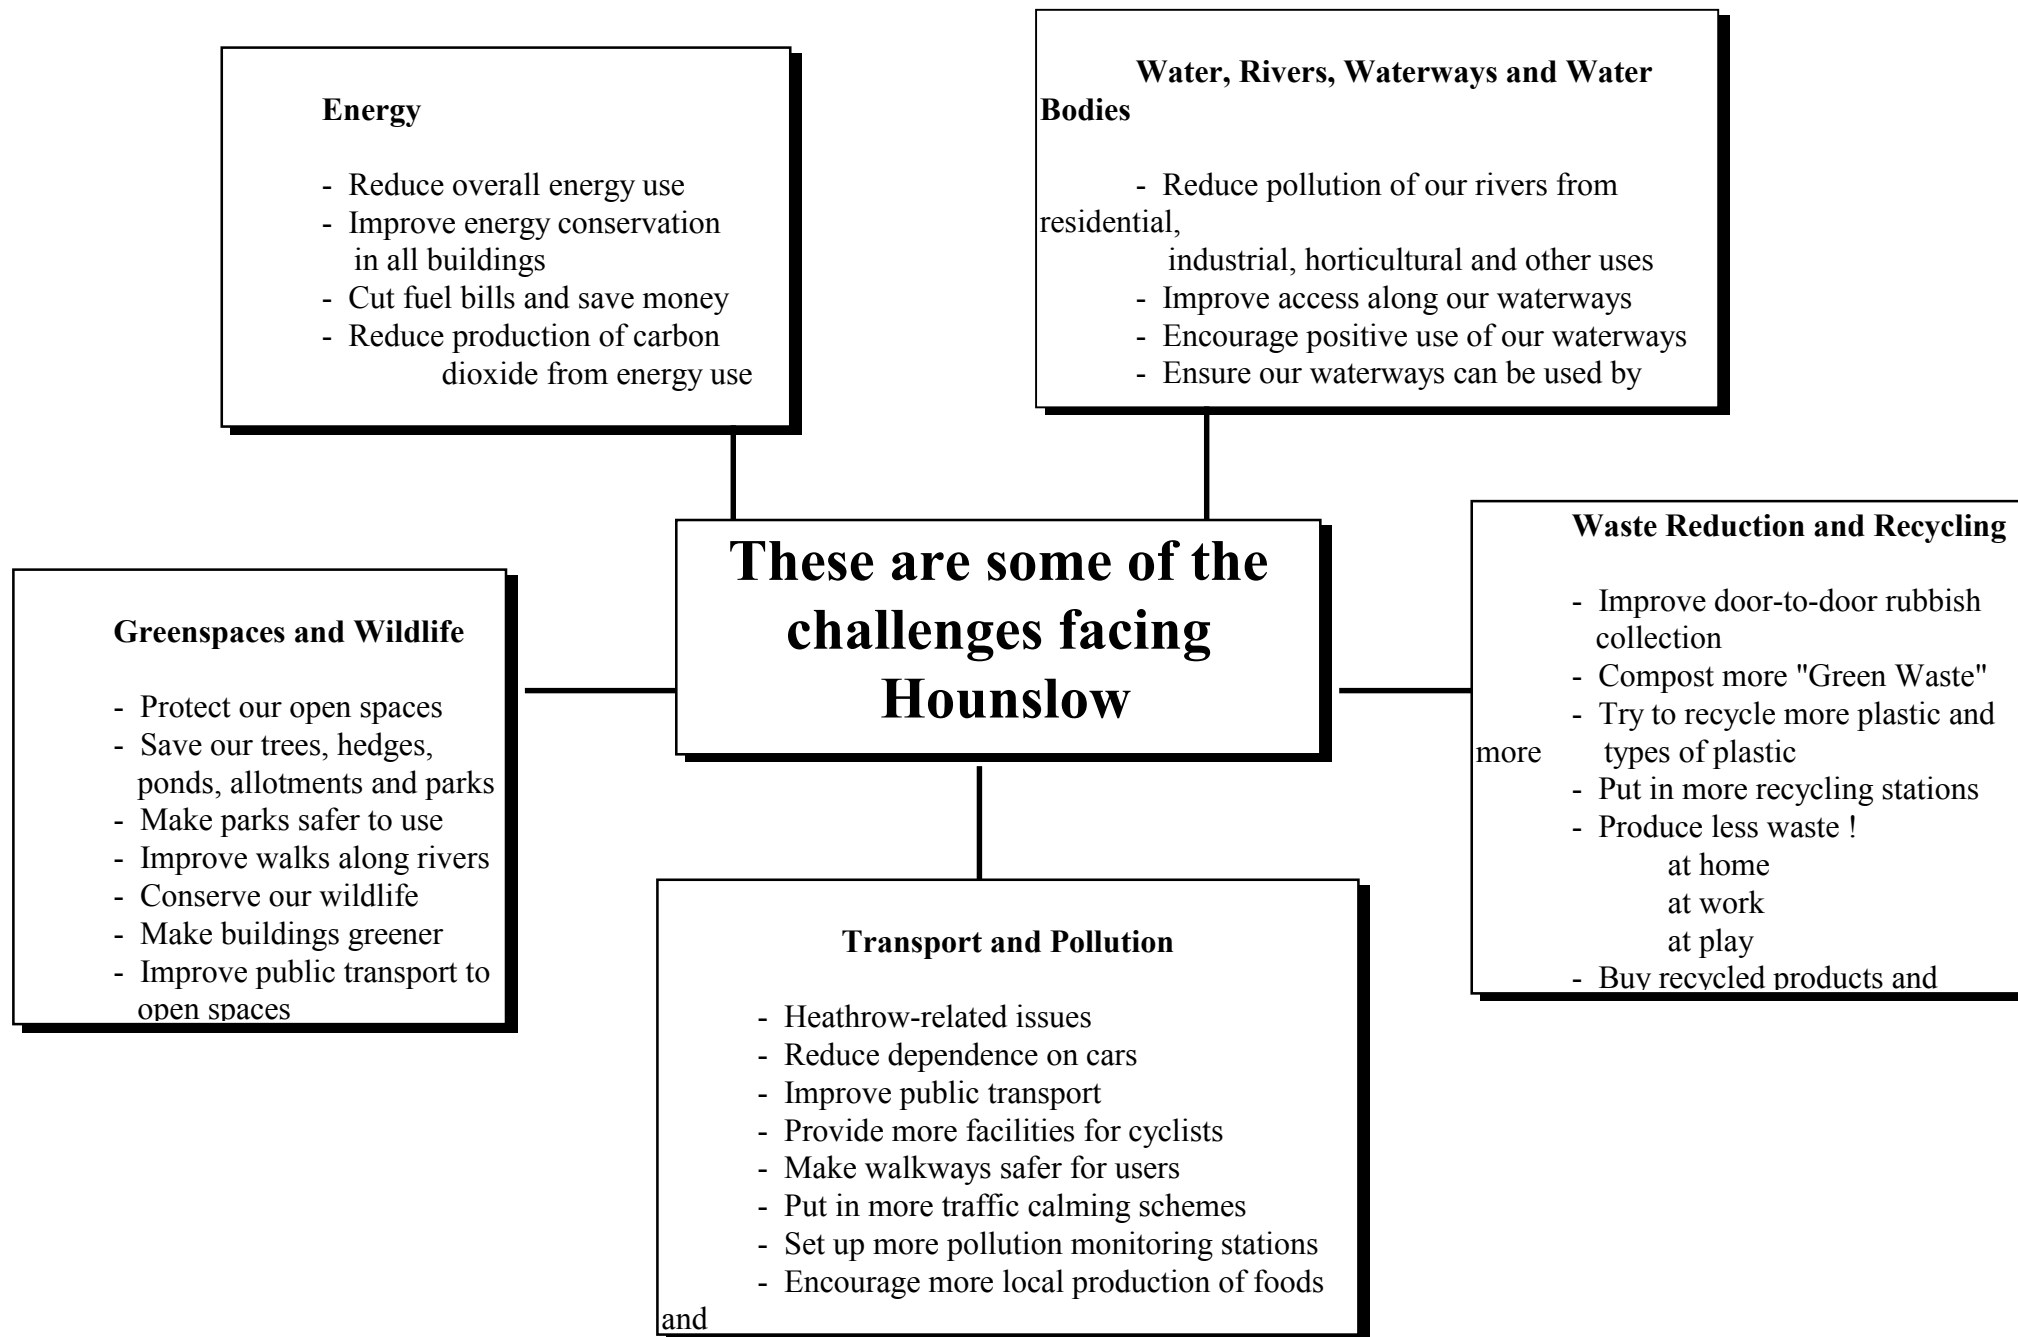 Energy
- Reduce overall energy use
- Improve energy conservation
in all buildings
- Cut fuel bills and save money
- Reduce production of carbon
dioxide from energy use
Water, Rivers, Waterways and Water
Bodies
- Reduce pollution of our rivers from
residential,
industrial, horticultural and other uses
- Improve access along our waterways
- Encourage positive use of our waterways
- Ensure our waterways can be used by
These are some of the
challenges facing
Hounslow
Greenspaces and Wildlife
- Protect our open spaces
- Save our trees, hedges,
ponds, allotments and parks
- Make parks safer to use
- Improve walks along rivers
- Conserve our wildlife
- Make buildings greener
- Improve public transport to
open spaces
Waste Reduction and Recycling
- Improve door-to-door rubbish
collection
- Compost more "Green Waste"
- Try to recycle more plastic and
more types of plastic
- Put in more recycling stations
- Produce less waste !
at home
at work
at play
- Buy recycled products and
Transport and Pollution
- Heathrow-related issues
- Reduce dependence on cars
- Improve public transport
- Provide more facilities for cyclists
- Make walkways safer for users
- Put in more traffic calming schemes
- Set up more pollution monitoring stations
- Encourage more local production of foods
and